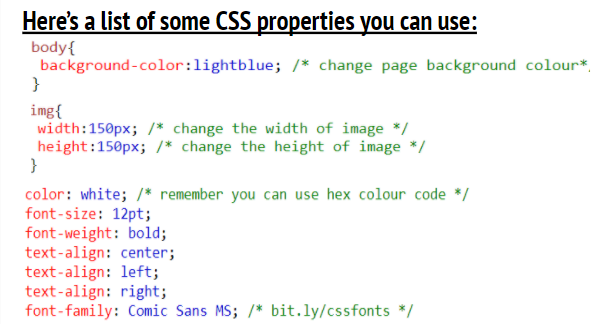 Here's a list of some CSS properties you can use:
body{
background-color:lightblue; /* change page background colour*
}
img{
width:150px; /* change the width of image */
height:150px; /* change the height of image */
}
color: white; /* remember you can use hex colour code */
font-size: 12pt;
font-weight: bold;
text-align: center;
text-align: left;
text-align: right;
font-family: Comic Sans MS; /* bit.ly/cssfonts */